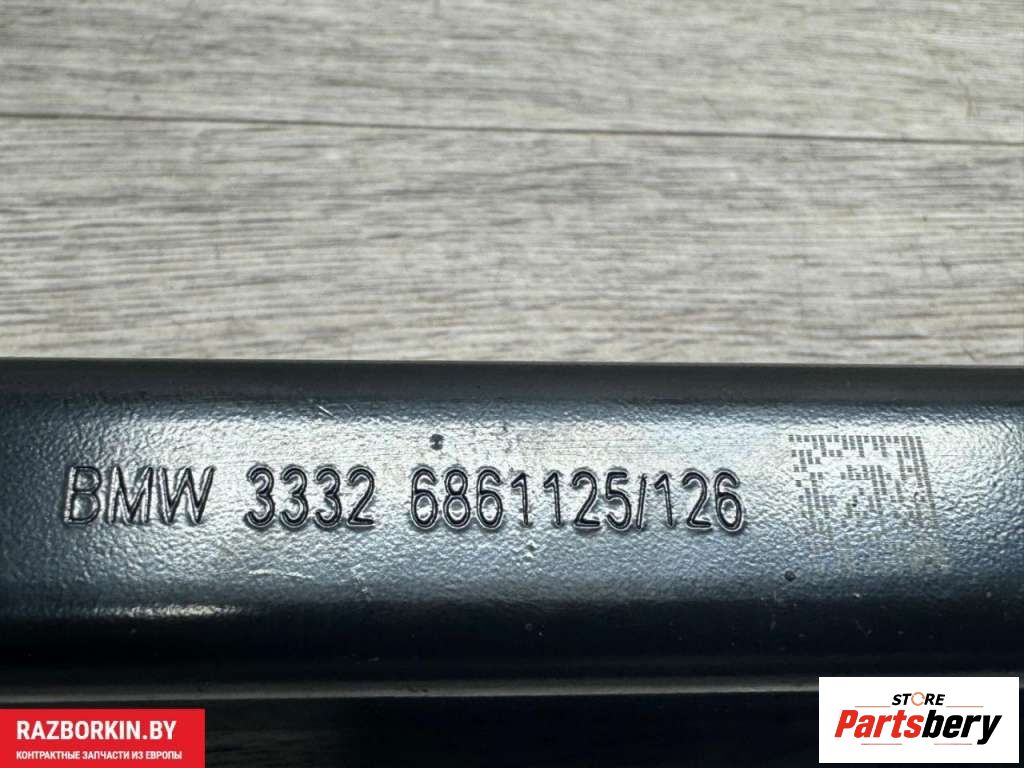 BMW 3332 6861125/126
RAZBORKIN.BY
КОНТРАКТНЫЕ ЗАПЧАСТИ ИЗ ЕВРОПЫ
STORE
Partsbery